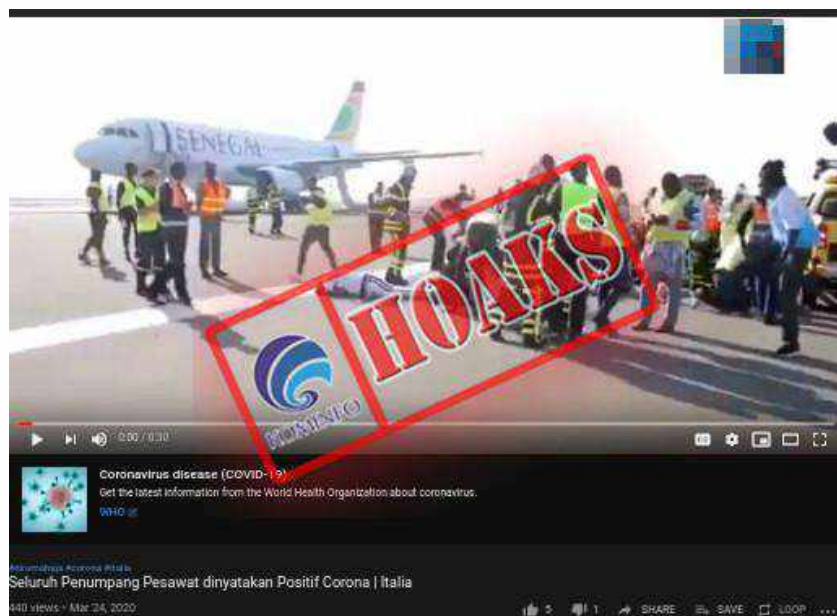 SENEGAL
HOAKS
KOMINFO
0:00 / 0:30
Coronavirus disease (COVID-19)
Get the latest information from the World Health Organization about coronavirus.
WHO
#corona #italia
Seluruh Penumpang Pesawat dinyatakan Positif Corona | Italia
440 views • Mar 24, 2020
5
1
SHARE
SAVE
LOOP